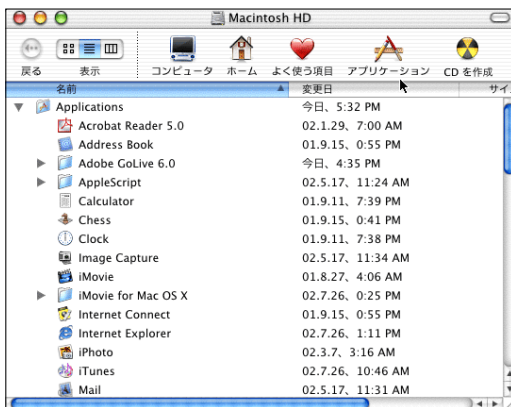 Macintosh HD
戻る 表示 コンピュータ ホーム よく使う項目 アプリケーション CD を作成
名前 変更日 サイ
Applications 今日、5:32 PM
Acrobat Reader 5.0 02.1.29、7:00 AM
Address Book 01.9.15、0:55 PM
Adobe GoLive 6.0 今日、4:35 PM
AppleScript 02.5.17、11:24 AM
Calculator 01.9.11、7:39 PM
Chess 01.9.15、0:41 PM
Clock 01.9.11、7:38 PM
Image Capture 02.5.17、11:34 AM
iMovie 01.8.27、4:06 AM
iMovie for Mac OS X 02.7.26、0:25 PM
Internet Connect 01.9.15、0:55 PM
Internet Explorer 02.7.26、1:11 PM
iPhoto 02.3.7、3:16 AM
iTunes 02.7.26、10:46 AM
Mail 02.5.17、11:31 AM